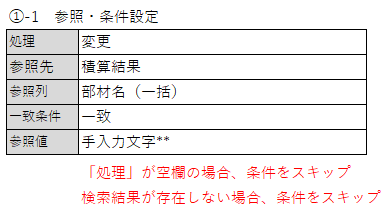 ①-1　参照・条件設定
処理　変更
参照先　積算結果
参照列　部材名（一括）
一致条件　一致
参照値　手入力文字**
「処理」が空欄の場合、条件をスキップ
検索結果が存在しない場合、条件をスキップ